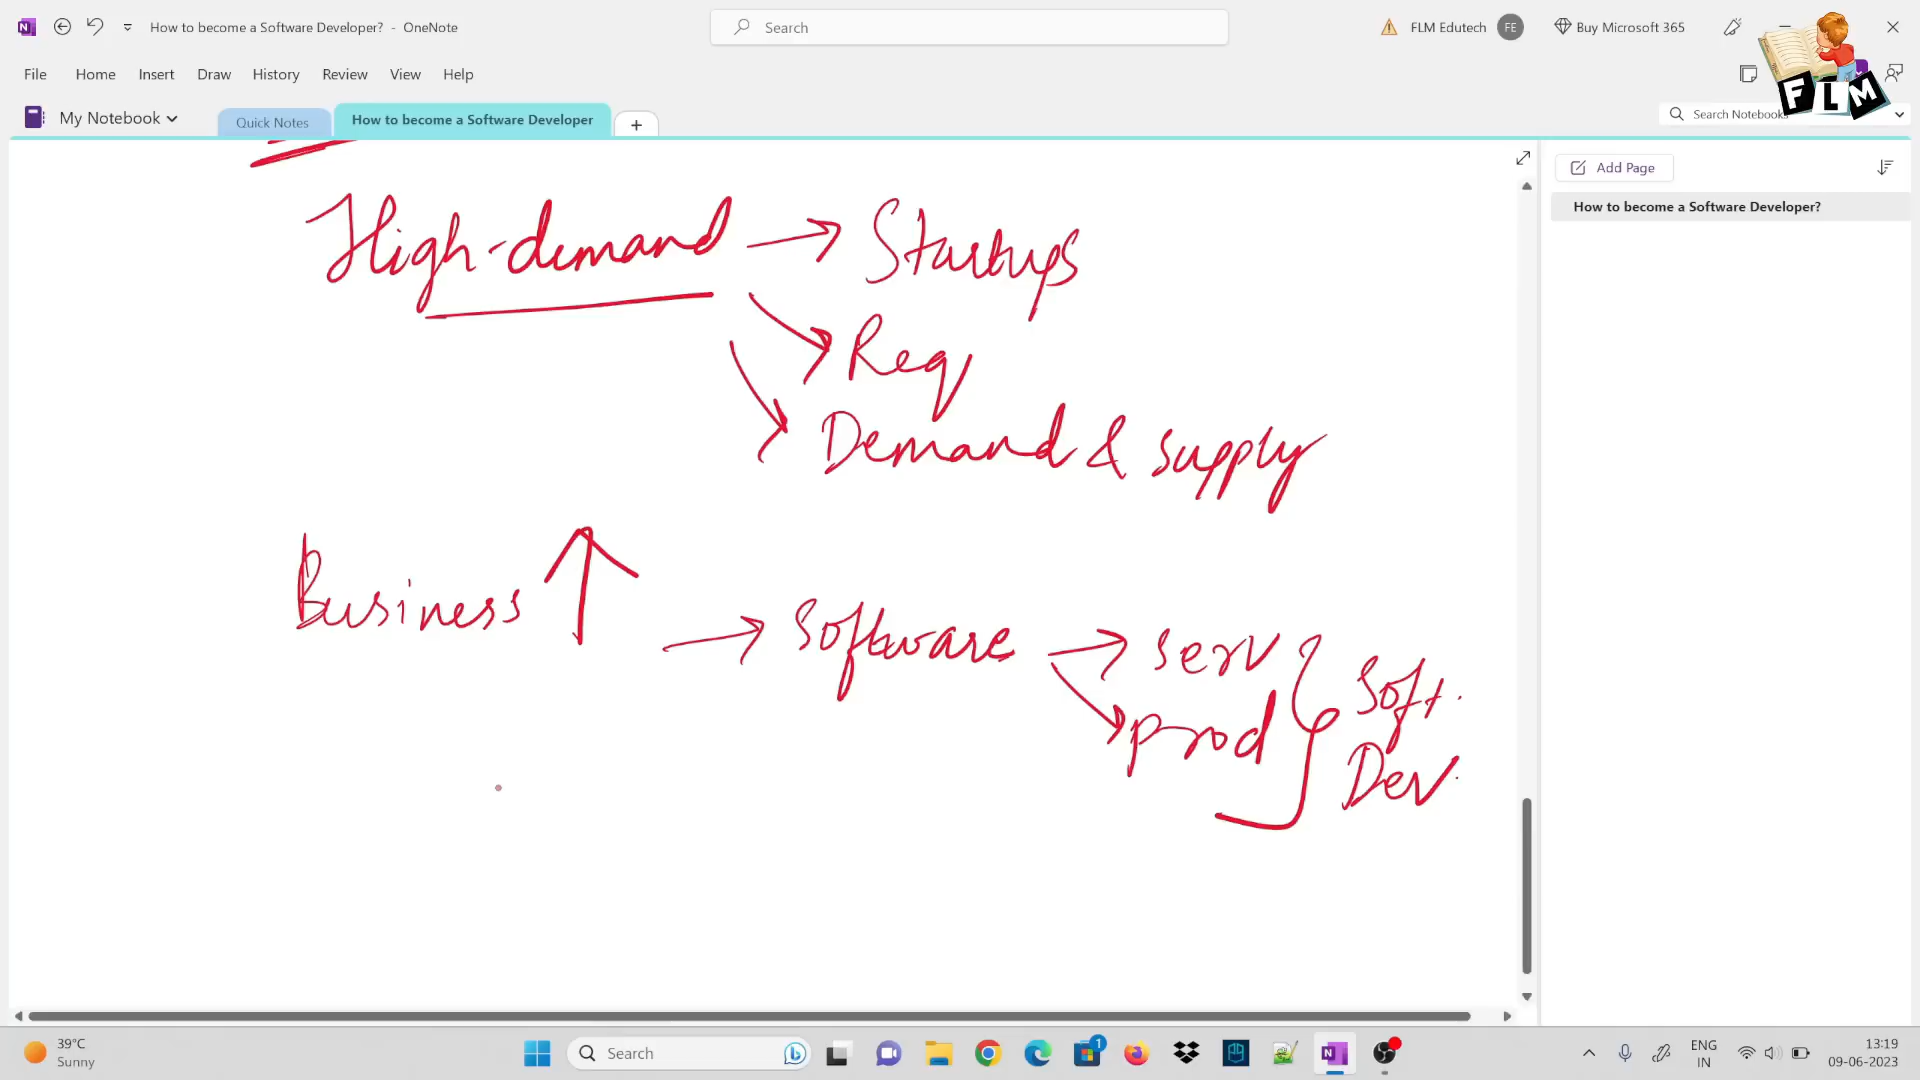 How to become a Software Developer? - OneNote
Search
FLM Edutech
FE
Buy Microsoft 365
File
Home
Insert
Draw
History
Review
View
Help
FLM
My Notebook
Quick Notes
How to become a Software Developer
+
Search Notebooks
Add Page
How to become a Software Developer?
High-demand → Startups
Req
Demand & supply
Business ↑
→ Software → serv
prod
Soft.
Dev.
39°C
Sunny
Search
1
ENG
IN
13:19
09-06-2023